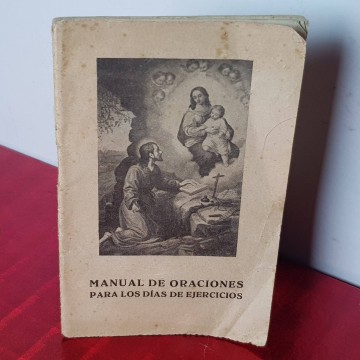 MANUAL DE ORACIONES
PARA LOS DÍAS DE EJERCICIOS